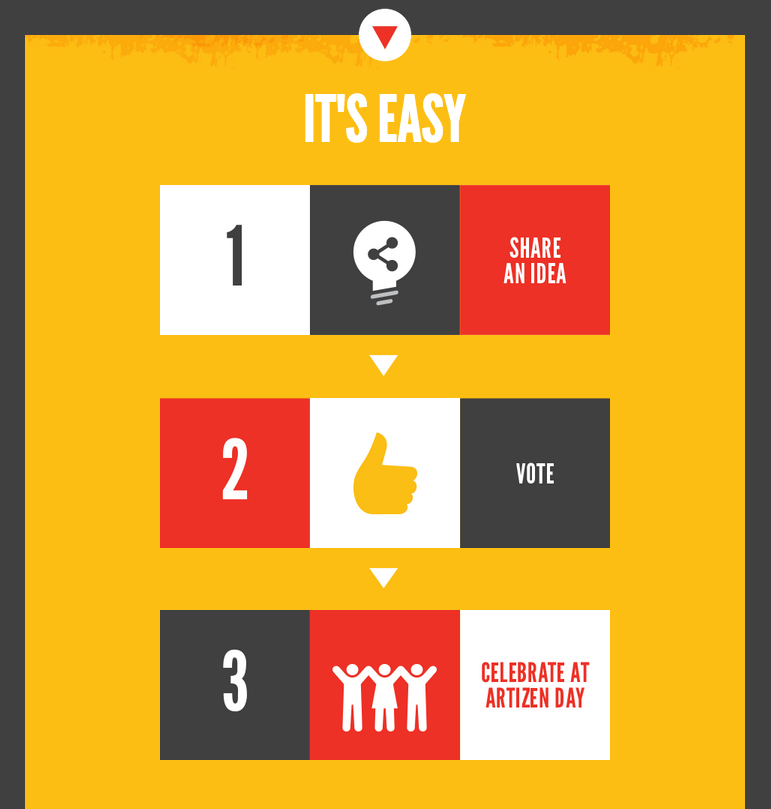 IT'S EASY
1
SHARE
AN IDEA
2
VOTE
3
CELEBRATE AT
ARTIZEN DAY